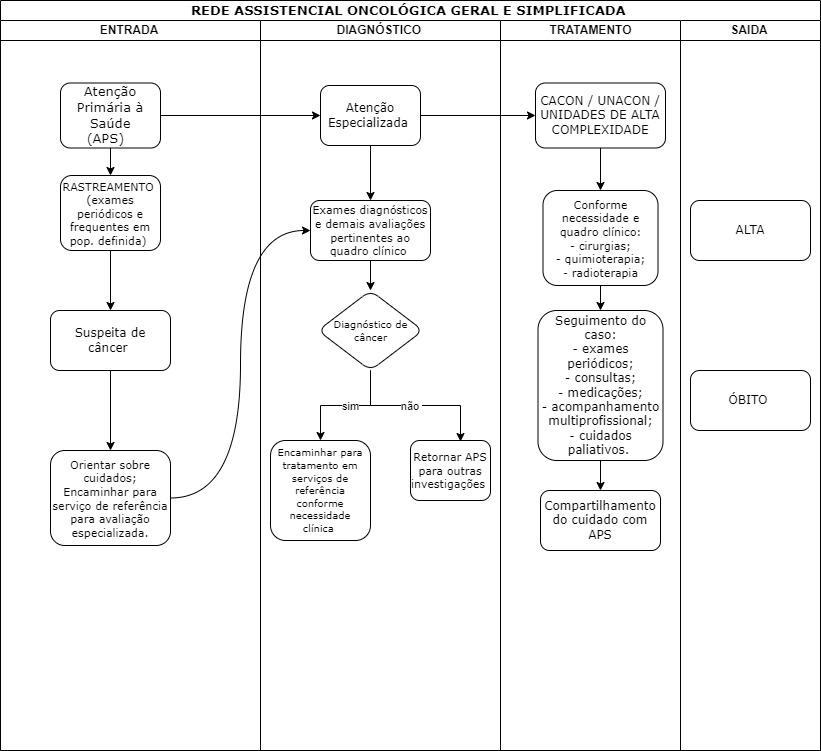 REDE ASSISTENCIAL ONCOLÓGICA GERAL E SIMPLIFICADA
ENTRADA
DIAGNÓSTICO
TRATAMENTO
SAIDA
Atenção
Primária à
Saúde
(APS)
RASTREAMENTO
(exames
periódicos e
frequentes em
pop. definida)
Suspeita de
câncer
Orientar sobre
cuidados;
Encaminhar para
serviço de referência
para avaliação
especializada.
Atenção
Especializada
Exames diagnósticos
e demais avaliações
pertinentes ao
quadro clínico
Diagnóstico de
câncer
sim
não
Encaminhar para
tratamento em
serviços de
referência
conforme
necessidade
clínica
Retornar APS
para outras
investigações
CACON / UNACON /
UNIDADES DE ALTA
COMPLEXIDADE
Conforme
necessidade e
quadro clínico:
- cirurgias;
- quimioterapia;
- radioterapia
Seguimento do
caso:
- exames
periódicos;
- consultas;
- medicações;
- acompanhamento
multiprofissional;
- cuidados
paliativos.
Compartilhamento
do cuidado com
APS
ALTA
ÓBITO